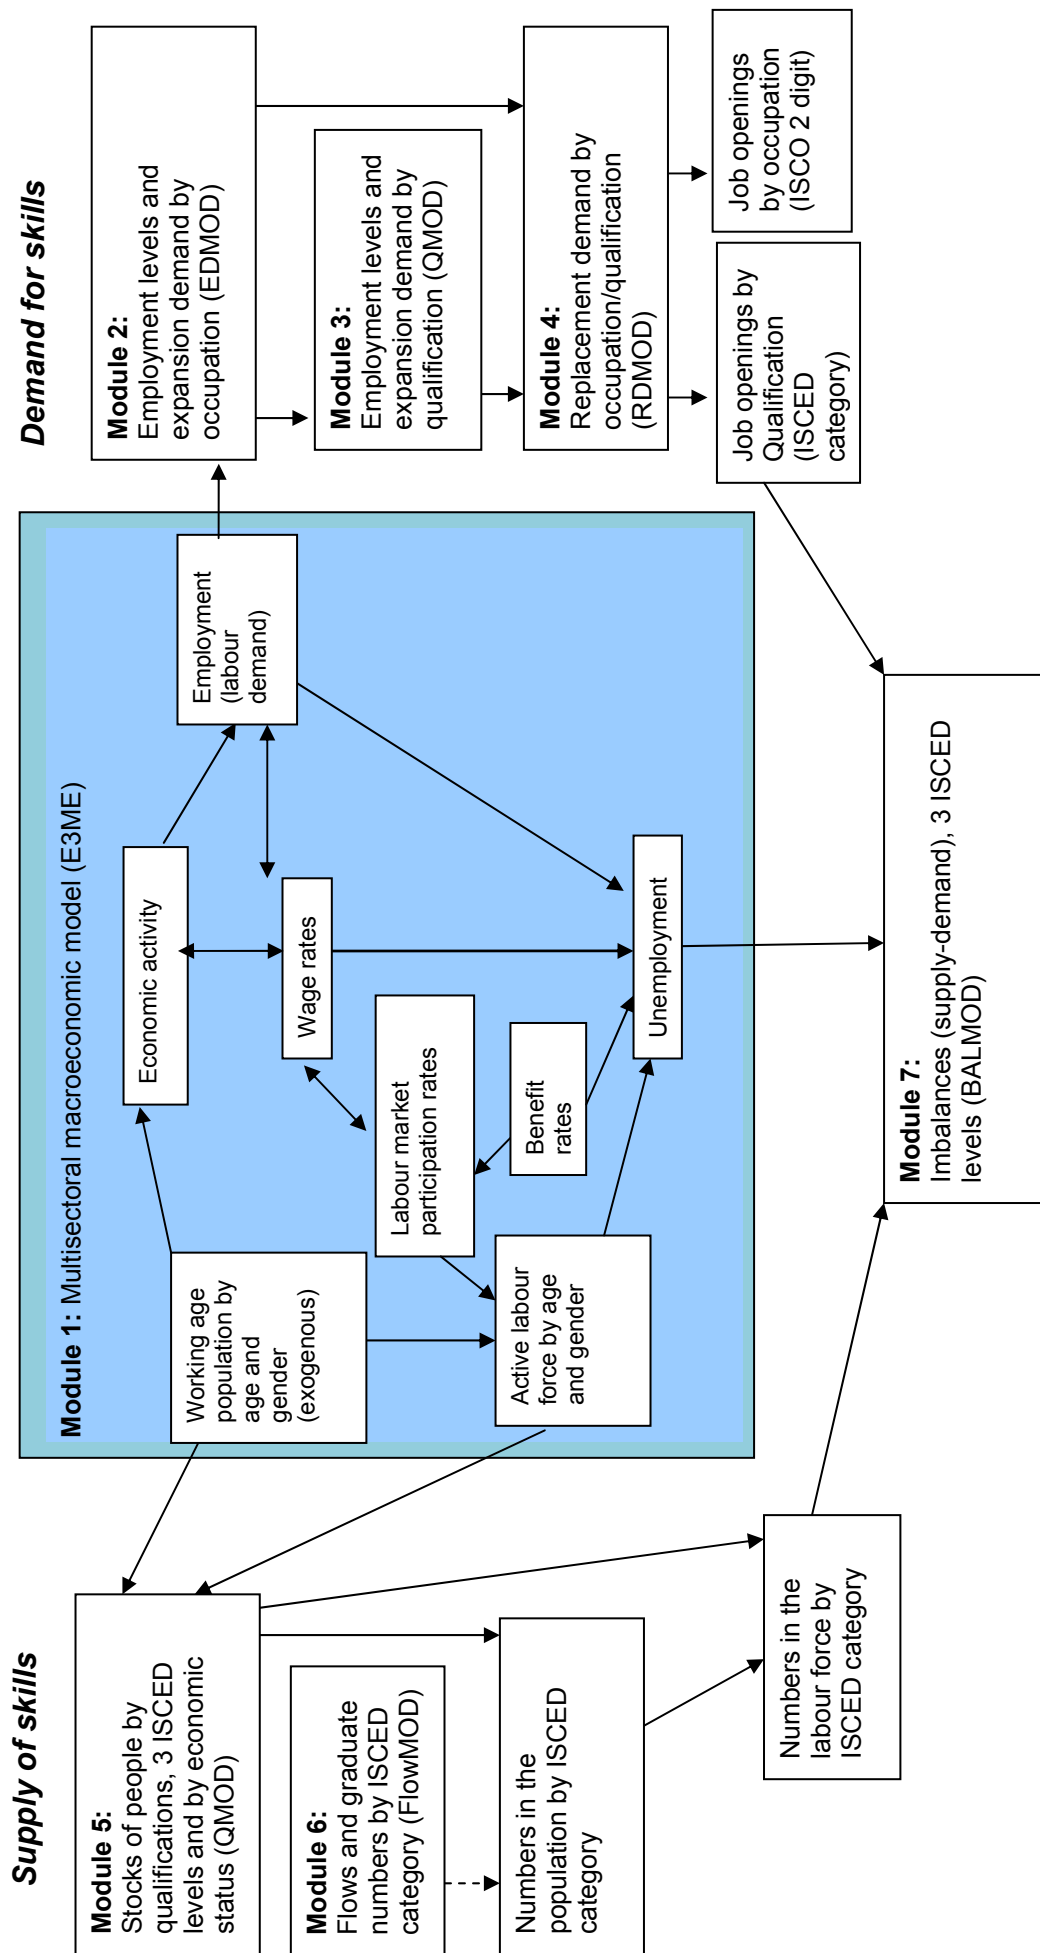 Supply of skills
Demand for skills
Module 5:
Stocks of people by
qualifications, 3 ISCED
levels and by economic
status (QMOD)
Module 6:
Flows and graduate
numbers by ISCED
category (FlowMOD)
Numbers in the
population by ISCED
category
Numbers in the
labour force by
ISCED category
Module 1: Multisectoral macroeconomic model (E3ME)
Working age
population by
age and
gender
(exogenous)
Economic activity
Wage rates
Labour market
participation rates
Benefit
rates
Active labour
force by age
and gender
Employment
(labour
demand)
Unemployment
Module 2:
Employment levels and
expansion demand by
occupation (EDMOD)
Module 3:
Employment levels and
expansion demand by
qualification (QMOD)
Module 4:
Replacement demand by
occupation/qualification
(RDMOD)
Job openings by
Qualification
(ISCED
category)
Job openings
by occupation
(ISCO 2 digit)
Module 7:
Imbalances (supply-demand), 3 ISCED
levels (BALMOD)